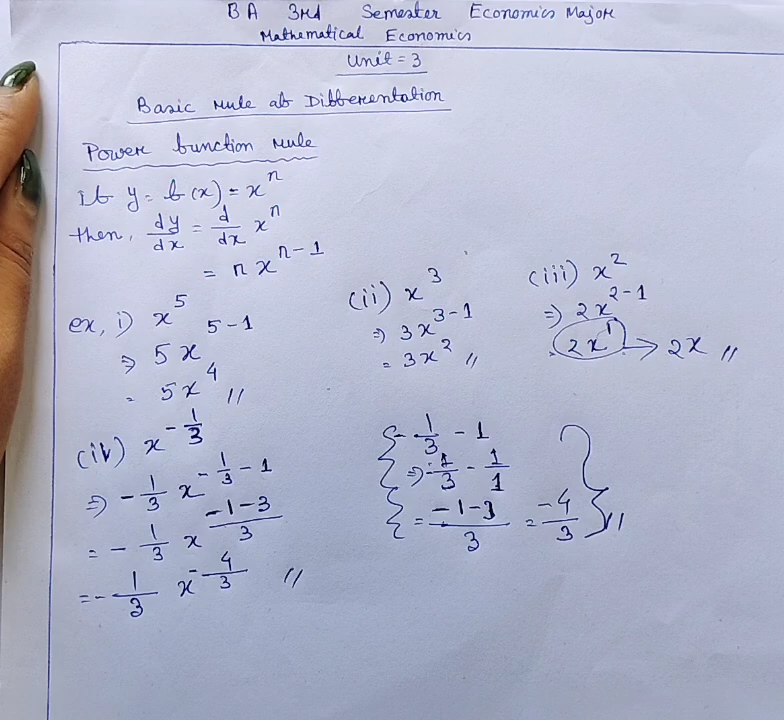 BA 3rd Semester Economics Major
Mathematical Economics
Unit = 3
Basic rule of Differentation
Power function rule
if y = f(x) = x^n
then, dy/dx = d/dx x^n
= n x^{n-1}
ex, i) x^5
⇒ 5x^{5-1}
= 5x^4 //
(ii) x^3
⇒ 3x^{3-1}
= 3x^2 //
(iii) x^2
⇒ 2x^{2-1}
2x^1 → 2x //
(iv) x^{-1/3}
⇒ -1/3 x^{-1/3 - 1}
= -1/3 x^{(-1-3)/3}
= -1/3 x^{-4/3} //
{ -1/3 - 1
⇒ -1/3 - 1/1
= (-1-3)/3 = -4/3 } //